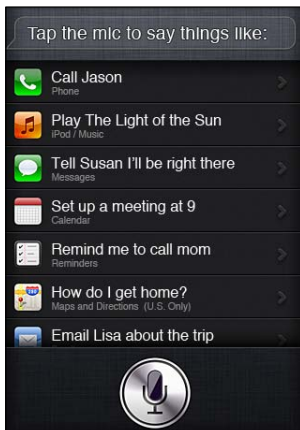 Tap the mic to say things like:
Call Jason
Phone
Play The Light of the Sun
iPod / Music
Tell Susan I'll be right there
Messages
Set up a meeting at 9
Calendar
Remind me to call mom
Reminders
How do I get home?
Maps and Directions (U.S. Only)
Email Lisa about the trip